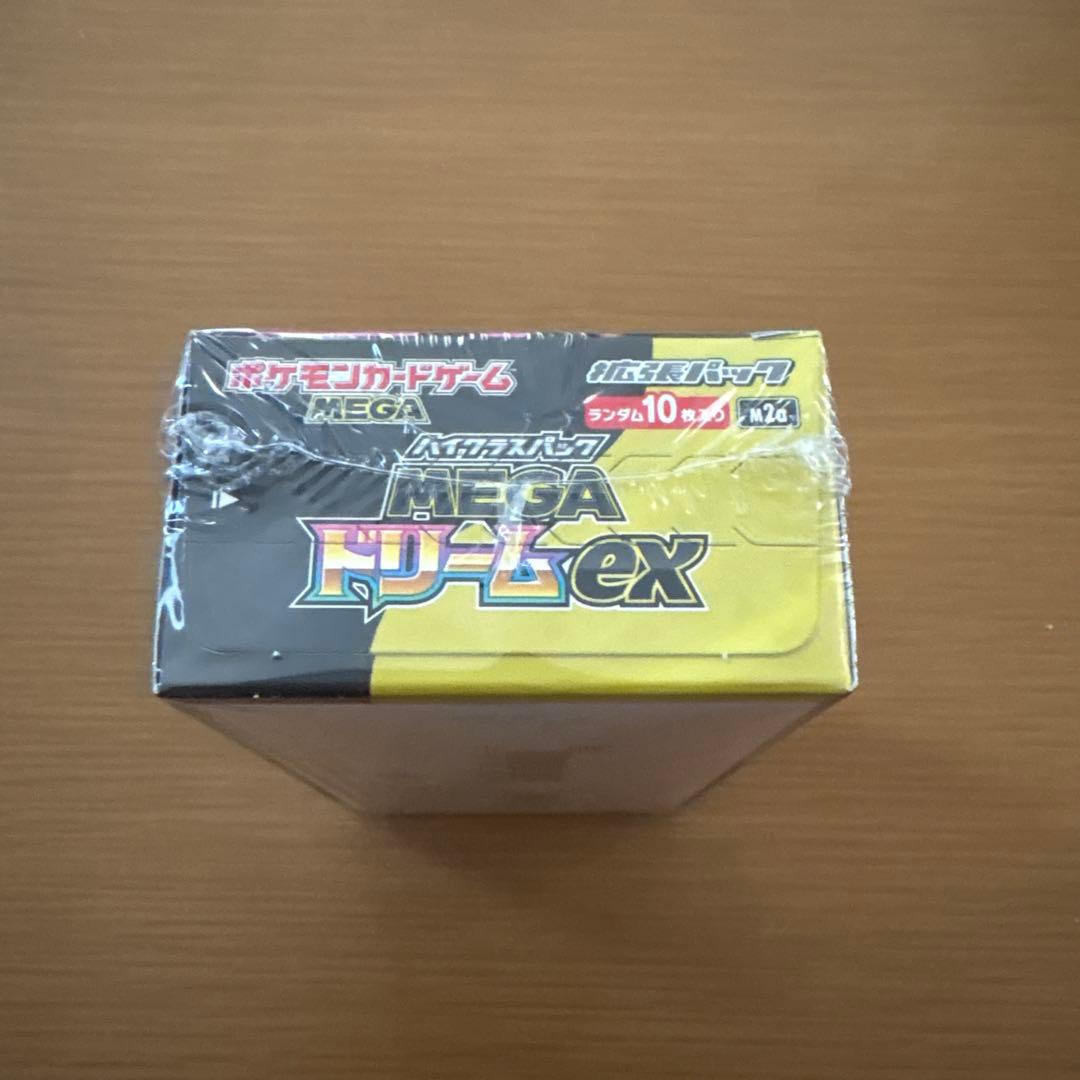 ポケモンカードゲーム
MEGA
拡張パック
ランダム10枚入り
M2a
ハイクラスパック
MEGA
ドリームex